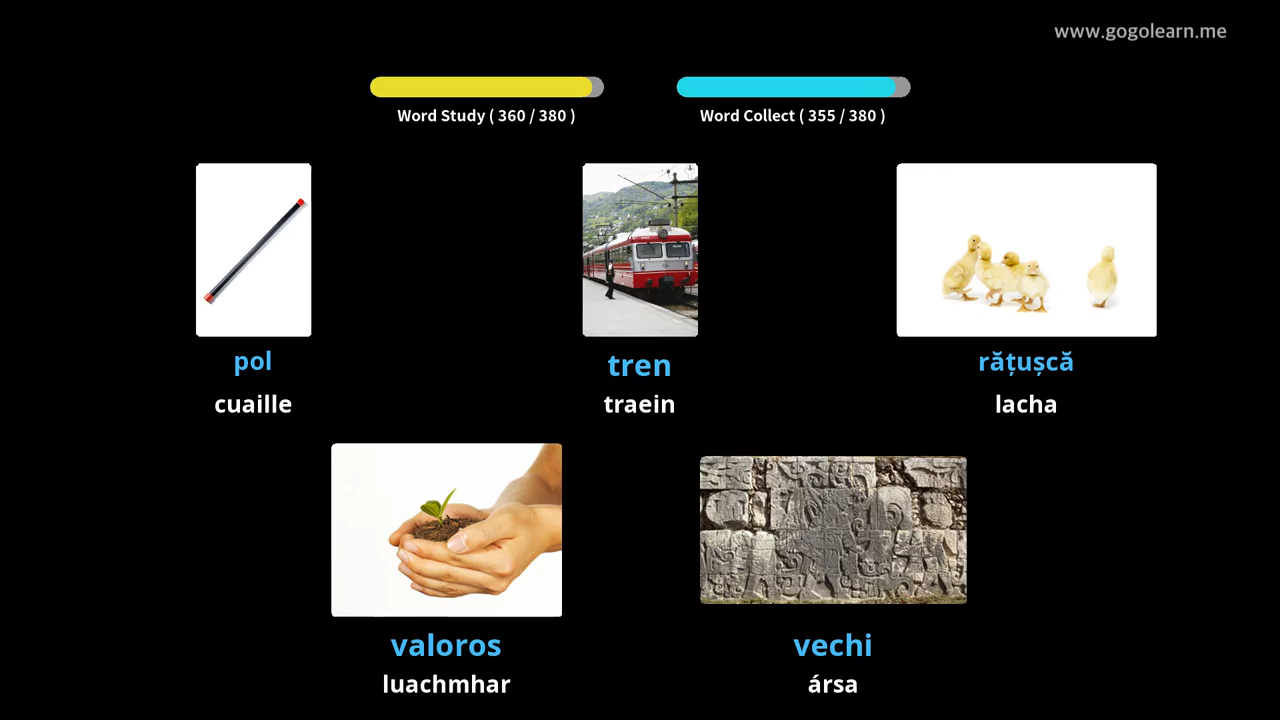 www.gogolearn.me
Word Study ( 360 / 380 )
Word Collect ( 355 / 380 )
pol
tren
rățușcă
cuaille
traein
lacha
valoros
vechi
luachmhar
ársa